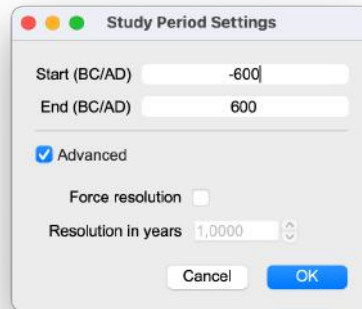 Study Period Settings
Start (BC/AD) -600
End (BC/AD) 600
Advanced
Force resolution
Resolution in years 1,0000
Cancel OK